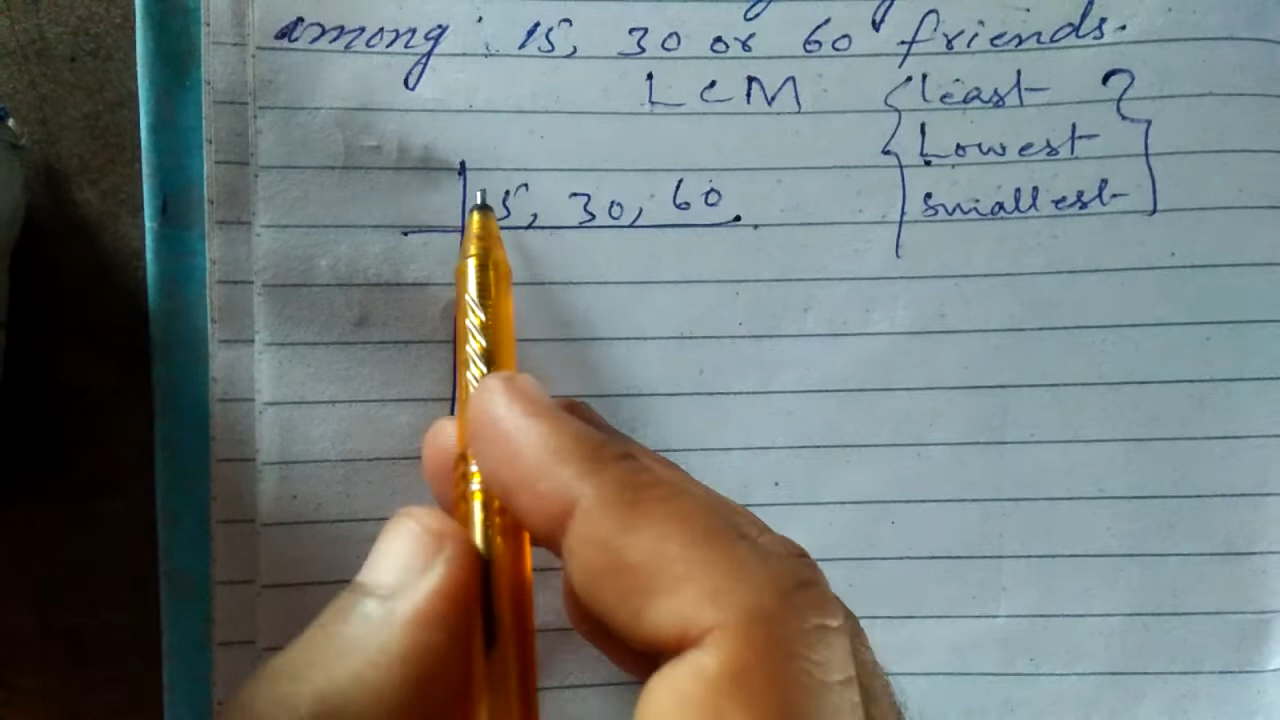 among : 15, 30 or 60 friends.
LCM
least
Lowest
smallest
15, 30, 60